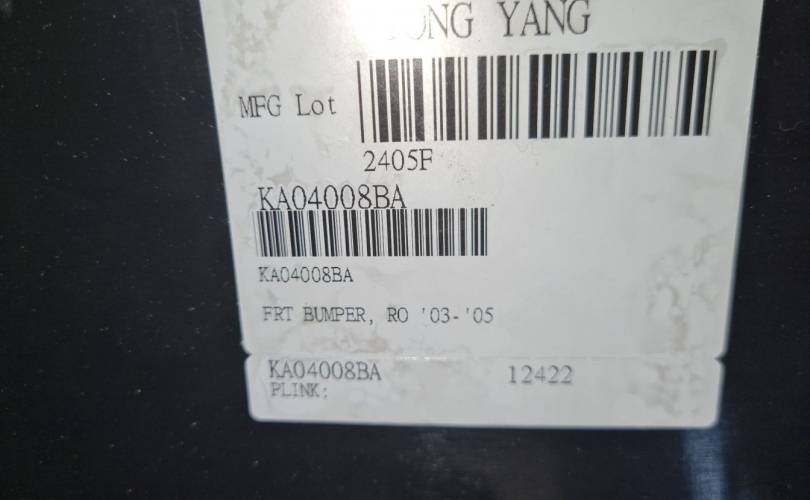 YANG
MFG Lot
2405F
KA04008BA
KA04008BA
FRT BUMPER, RO '03-'05
KA04008BA 12422
PLINK: